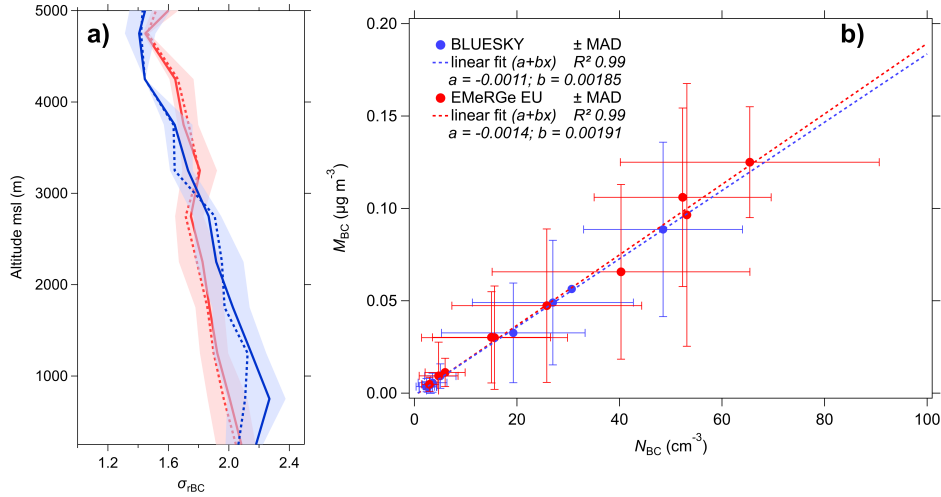 a)
5000
4000
3000
2000
1000
Altitude msl (m)
1.2
1.6
2.0
2.4
σrBC
b)
BLUESKY ± MAD
linear fit (a+bx) R² 0.99
a = -0.0011; b = 0.00185
EMeRGe EU ± MAD
linear fit (a+bx) R² 0.99
a = -0.0014; b = 0.00191
0.20
0.15
0.10
0.05
0.00
MBC (µg m⁻³)
0
20
40
60
80
100
NBC (cm⁻³)